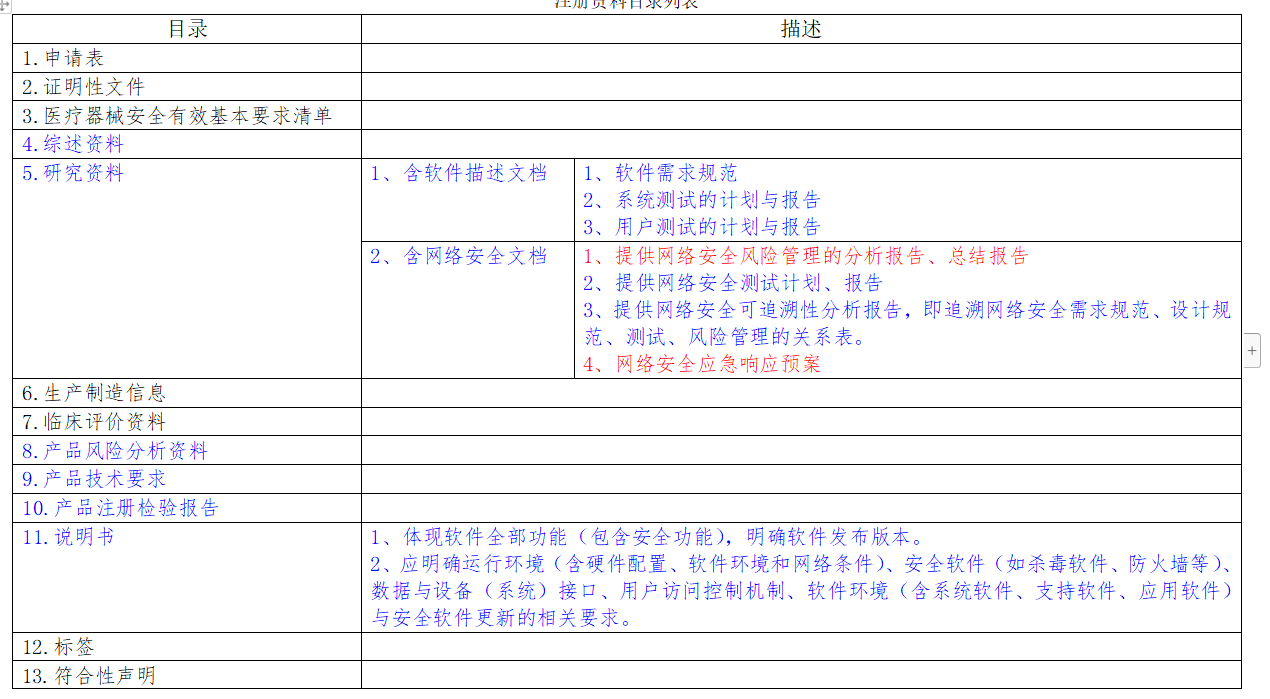 注册资料目录列表
目录 描述
1.申请表
2.证明性文件
3.医疗器械安全有效基本要求清单
4.综述资料
5.研究资料
1、含软件描述文档
1、软件需求规范
2、系统测试的计划与报告
3、用户测试的计划与报告
2、含网络安全文档
1、提供网络安全风险管理的分析报告、总结报告
2、提供网络安全测试计划、报告
3、提供网络安全可追溯性分析报告，即追溯网络安全需求规范、设计规
范、测试、风险管理的关系表。
4、网络安全应急响应预案
6.生产制造信息
7.临床评价资料
8.产品风险分析资料
9.产品技术要求
10.产品注册检验报告
11.说明书
1、体现软件全部功能（包含安全功能），明确软件发布版本。
2、应明确运行环境（含硬件配置、软件环境和网络条件）、安全软件（如杀毒软件、防火墙等）、
数据与设备（系统）接口、用户访问控制机制、软件环境（含系统软件、支持软件、应用软件）
与安全软件更新的相关要求。
12.标签
13.符合性声明